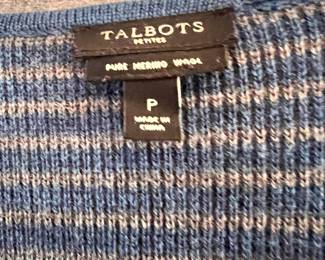 TALBOTS
PETITES
PURE MERINO WOOL
P
MADE IN
CHINA